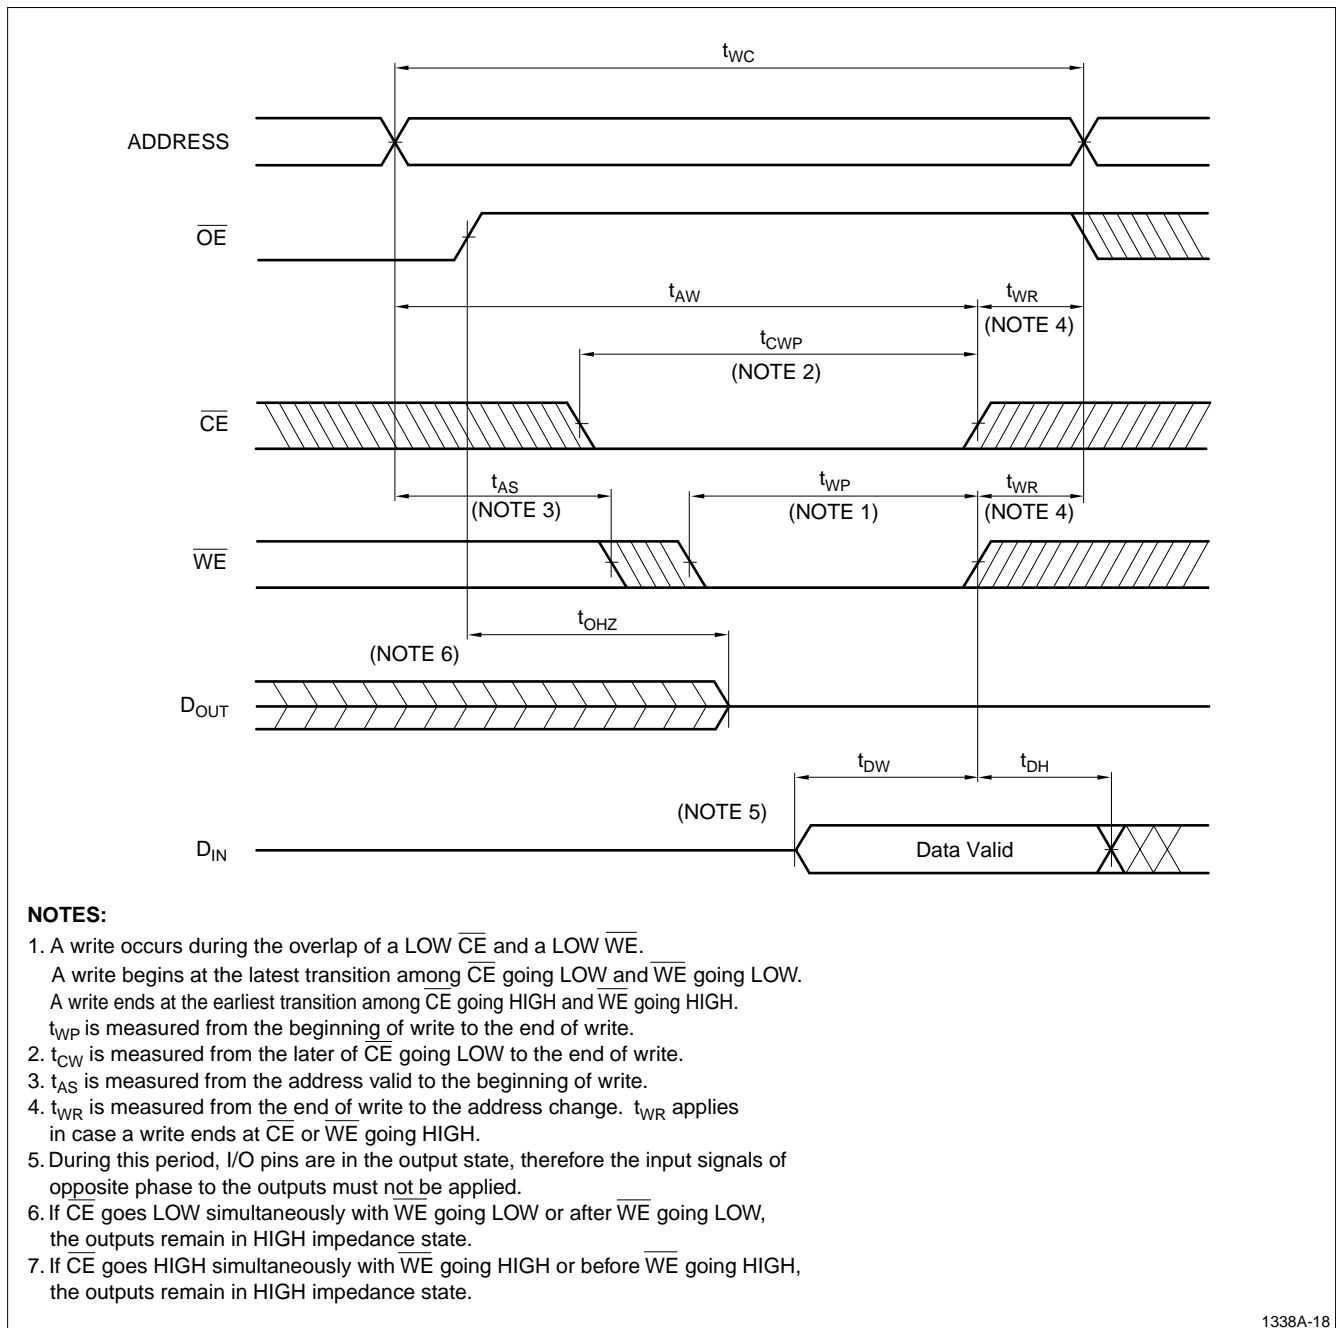 tWC
ADDRESS
OE
tAW
tWR
(NOTE 4)
tCWP
(NOTE 2)
CE
tAS
(NOTE 3)
tWP
(NOTE 1)
tWR
(NOTE 4)
WE
tOHZ
(NOTE 6)
DOUT
tDW
tDH
(NOTE 5)
DIN
Data Valid
NOTES:
1. A write occurs during the overlap of a LOW CE and a LOW WE.
A write begins at the latest transition among CE going LOW and WE going LOW.
A write ends at the earliest transition among CE going HIGH and WE going HIGH.
tWP is measured from the beginning of write to the end of write.
2. tCW is measured from the later of CE going LOW to the end of write.
3. tAS is measured from the address valid to the beginning of write.
4. tWR is measured from the end of write to the address change. tWR applies
in case a write ends at CE or WE going HIGH.
5. During this period, I/O pins are in the output state, therefore the input signals of
opposite phase to the outputs must not be applied.
6. If CE goes LOW simultaneously with WE going LOW or after WE going LOW,
the outputs remain in HIGH impedance state.
7. If CE goes HIGH simultaneously with WE going HIGH or before WE going HIGH,
the outputs remain in HIGH impedance state.
1338A-18